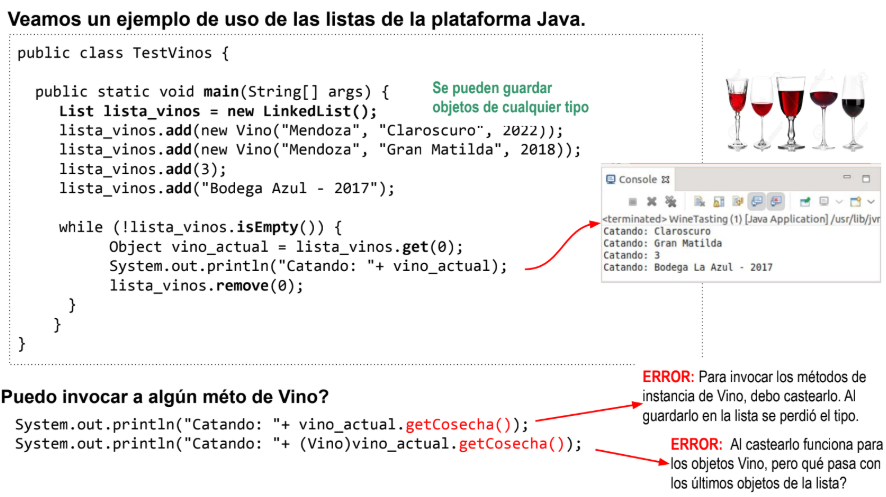 Veamos un ejemplo de uso de las listas de la plataforma Java.
public class TestVinos {
public static void main(String[] args) {
Se pueden guardar
objetos de cualquier tipo
List lista_vinos = new LinkedList();
lista_vinos.add(new Vino("Mendoza", "Claroscuro", 2022));
lista_vinos.add(new Vino("Mendoza", "Gran Matilda", 2018));
lista_vinos.add(3);
lista_vinos.add("Bodega Azul - 2017");
while (!lista_vinos.isEmpty()) {
Object vino_actual = lista_vinos.get(0);
System.out.println("Catando: "+ vino_actual);
lista_vinos.remove(0);
}
}
}
Console
<terminated> WineTasting (1) [Java Application] /usr/lib/jvr
Catando: Claroscuro
Catando: Gran Matilda
Catando: 3
Catando: Bodega La Azul - 2017
Puedo invocar a algún méto de Vino?
System.out.println("Catando: "+ vino_actual.getCosecha());
System.out.println("Catando: "+ (Vino)vino_actual.getCosecha());
ERROR: Para invocar los métodos de
instancia de Vino, debo castearlo. Al
guardarlo en la lista se perdió el tipo.
ERROR: Al castearlo funciona para
los objetos Vino, pero qué pasa con
los últimos objetos de la lista?